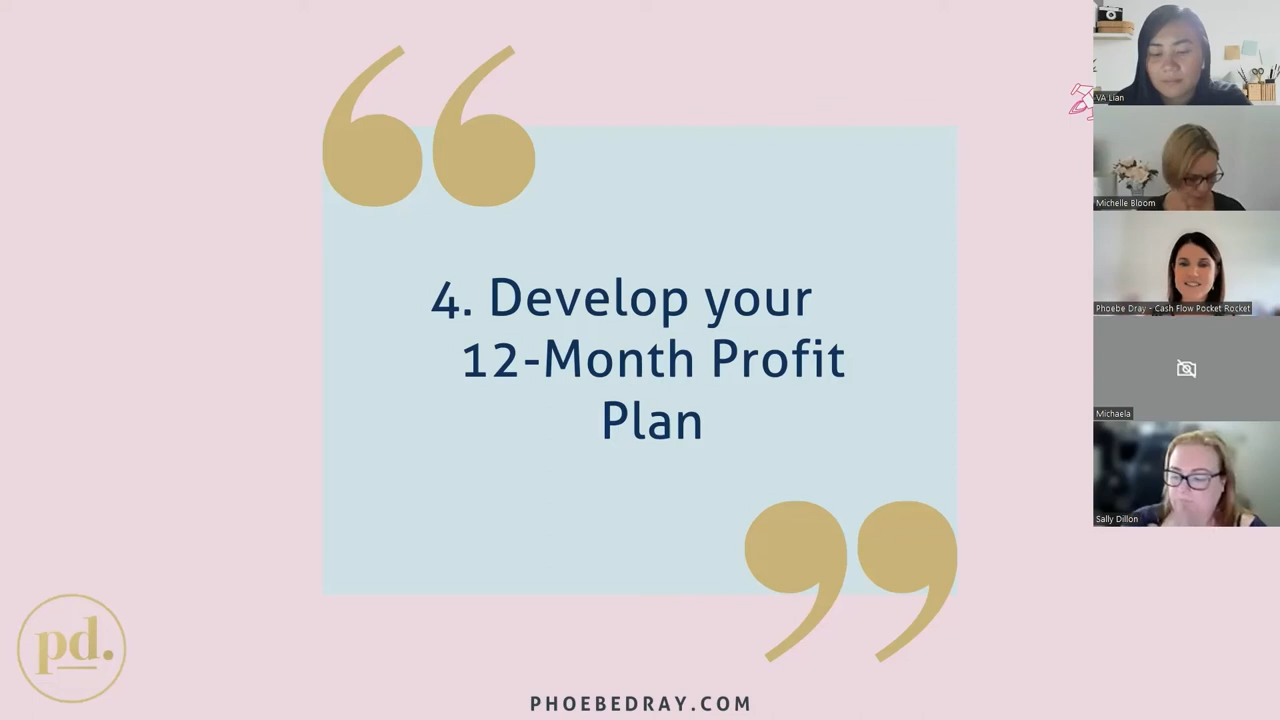 4. Develop your
12-Month Profit
Plan
pd.
PHOEBEDRAY.COM
VA Lian
Michelle Bloom
Phoebe Dray - Cash Flow Pocket Rocket
Michaela
Sally Dillon